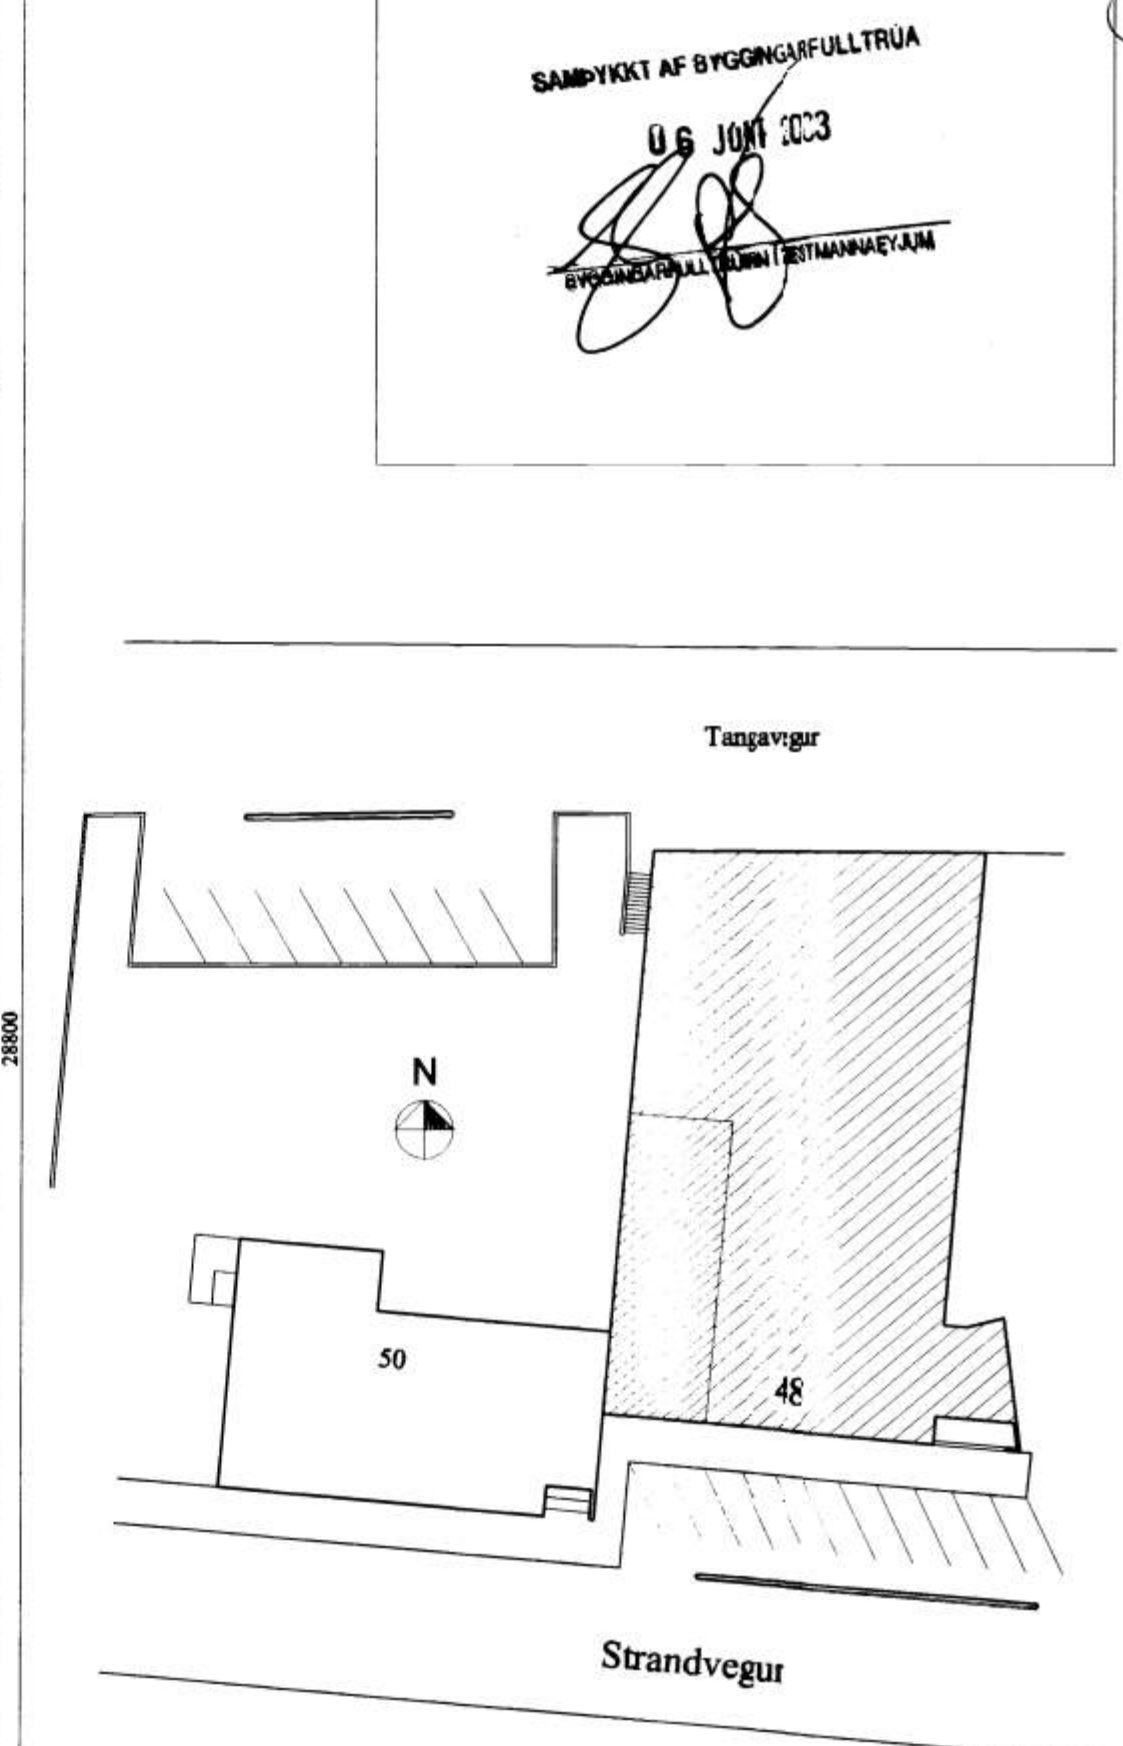 SAMÞYKKT AF BYGGINGARFULLTRÚA
06 JÚNÍ 2003
BYGGINGARFULLTRÚINN Í VESTMANNAEYJUM
Tangavegur
28800
N
50
48
Strandvegur